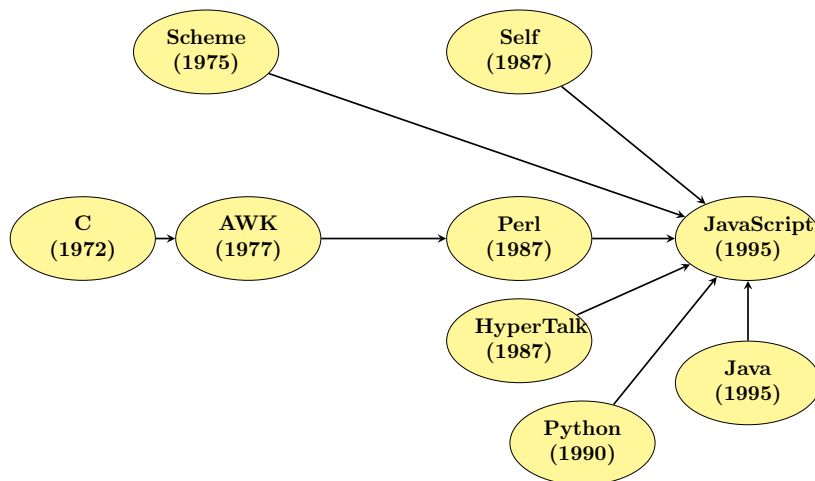 Scheme
(1975)
Self
(1987)
C
(1972)
AWK
(1977)
Perl
(1987)
JavaScript
(1995)
HyperTalk
(1987)
Java
(1995)
Python
(1990)